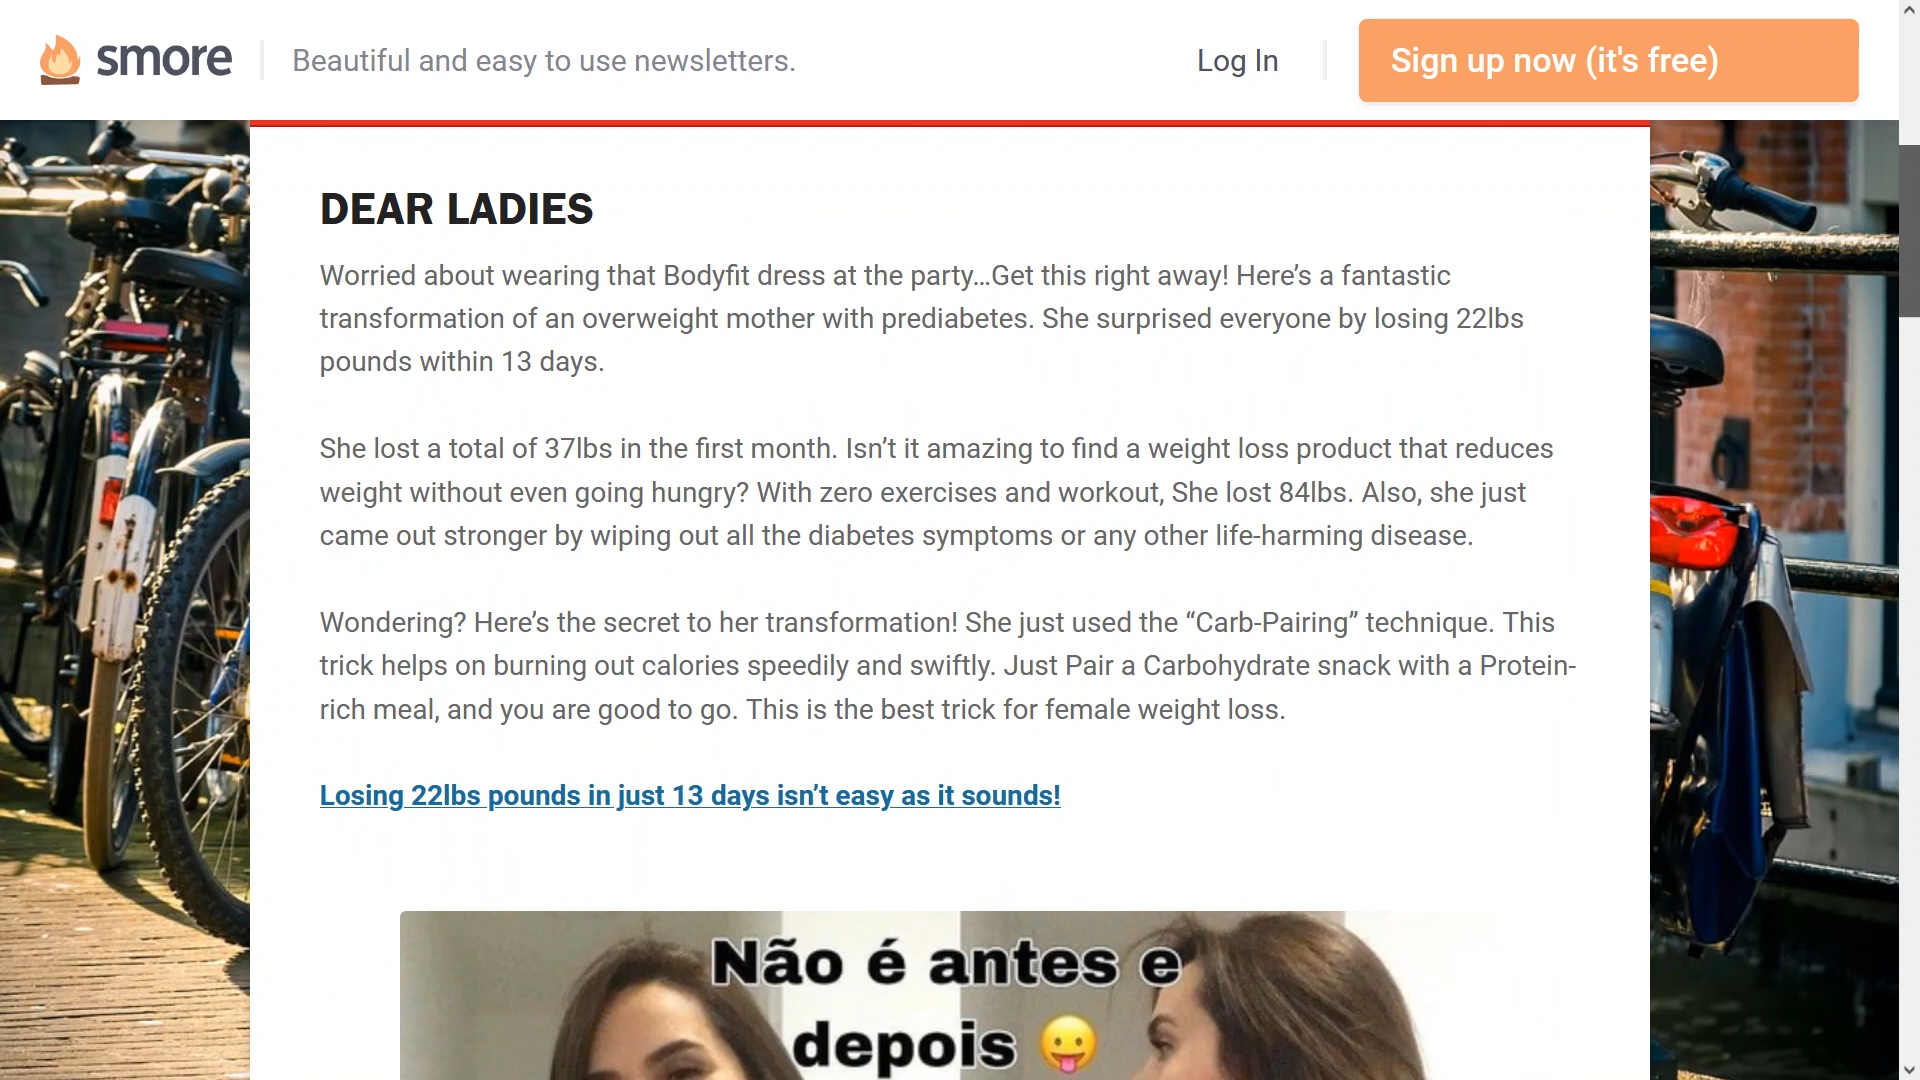 smore
Beautiful and easy to use newsletters.
Log In
Sign up now (it's free)
DEAR LADIES
Worried about wearing that Bodyfit dress at the party…Get this right away! Here’s a fantastic
transformation of an overweight mother with prediabetes. She surprised everyone by losing 22lbs
pounds within 13 days.
She lost a total of 37lbs in the first month. Isn’t it amazing to find a weight loss product that reduces
weight without even going hungry? With zero exercises and workout, She lost 84lbs. Also, she just
came out stronger by wiping out all the diabetes symptoms or any other life-harming disease.
Wondering? Here’s the secret to her transformation! She just used the “Carb-Pairing” technique. This
trick helps on burning out calories speedily and swiftly. Just Pair a Carbohydrate snack with a Protein-
rich meal, and you are good to go. This is the best trick for female weight loss.
Losing 22lbs pounds in just 13 days isn’t easy as it sounds!
Não é antes e
depois 😛